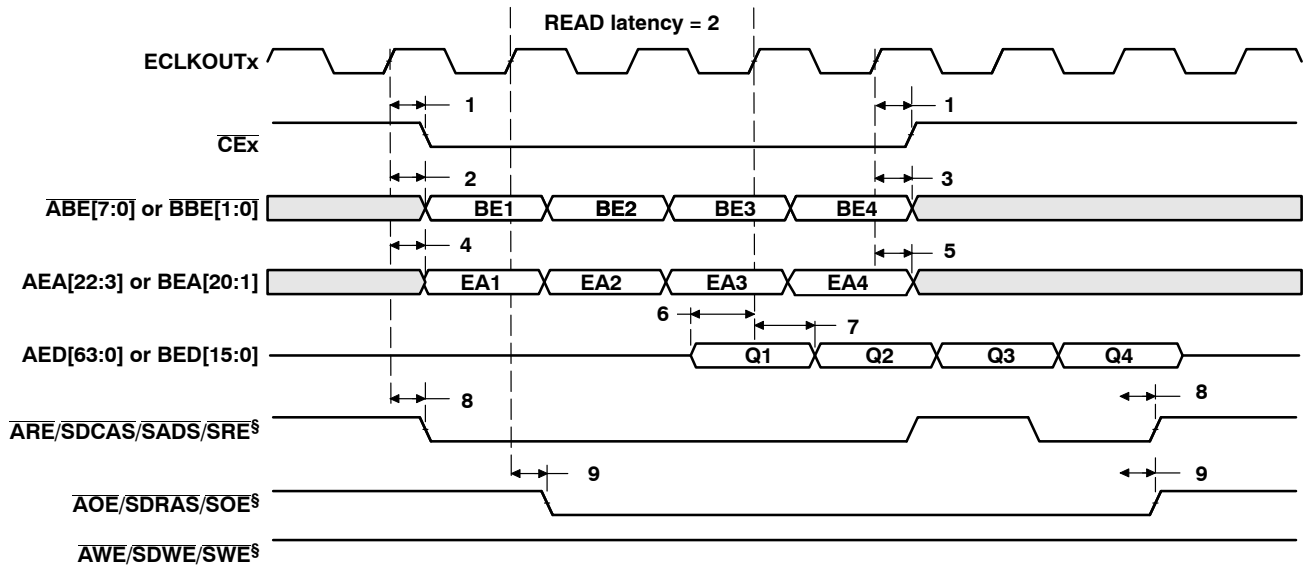 READ latency = 2
ECLKOUTx
1 1
CEx
2 3
ABE[7:0] or BBE[1:0] BE1 BE2 BE3 BE4
4 5
AEA[22:3] or BEA[20:1] EA1 EA2 EA3 EA4
6 7
AED[63:0] or BED[15:0] Q1 Q2 Q3 Q4
8 8
ARE/SDCAS/SADS/SRE§
9 9
AOE/SDRAS/SOE§
AWE/SDWE/SWE§